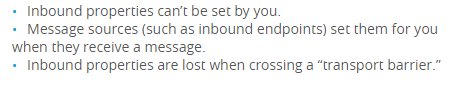 • Inbound properties can’t be set by you.
• Message sources (such as inbound endpoints) set them for you
when they receive a message.
• Inbound properties are lost when crossing a “transport barrier.”